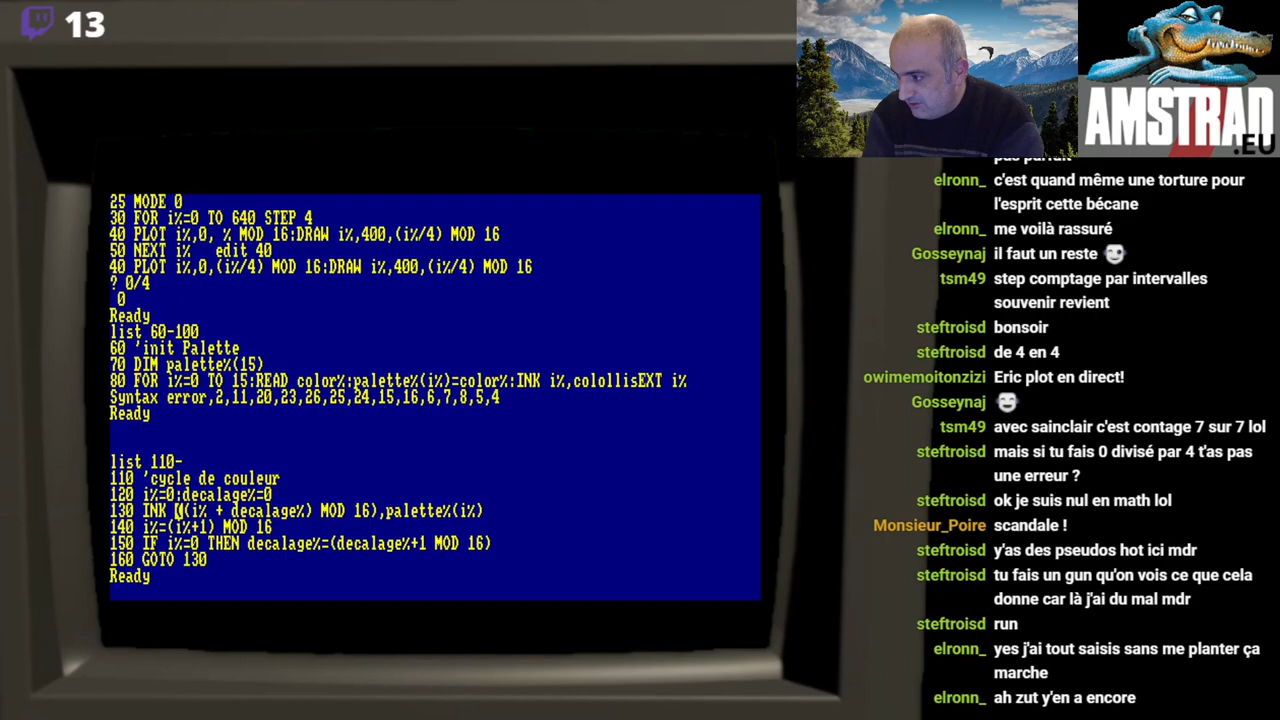 13
25 MODE 0
30 FOR i%=0 TO 640 STEP 4
40 PLOT i%,0, % MOD 16:DRAW i%,400,(i%/4) MOD 16
50 NEXT i%   edit 40
40 PLOT i%,0,(i%/4) MOD 16:DRAW i%,400,(i%/4) MOD 16
? 0/4
0
Ready
list 60-100
60 'init Palette
70 DIM palette%(15)
80 FOR i%=0 TO 15:READ color%:palette%(i%)=color%:INK i%,colollisEXT i%
Syntax error,2,11,20,23,26,25,24,15,16,6,7,8,5,4
Ready
list 110-
110 'cycle de couleur
120 i%=0:decalage%=0
130 INK ((i% + decalage%) MOD 16),palette%(i%)
140 i%=(i%+1) MOD 16
150 IF i%=0 THEN decalage%=(decalage%+1 MOD 16)
160 GOTO 130
Ready
AMSTRAD
.EU
pas parfait
elronn_ c'est quand même une torture pour
l'esprit cette bécane
elronn_ me voilà rassuré
Gosseynaj il faut un reste
tsm49 step comptage par intervalles
souvenir revient
steftroisd bonsoir
steftroisd de 4 en 4
owimemoitonzizi Eric plot en direct!
Gosseynaj
tsm49 avec sainclair c'est contage 7 sur 7 lol
steftroisd mais si tu fais 0 divisé par 4 t'as pas
une erreur ?
steftroisd ok je suis nul en math lol
Monsieur_Poire scandale !
steftroisd y'as des pseudos hot ici mdr
steftroisd tu fais un gun qu'on vois ce que cela
donne car là j'ai du mal mdr
steftroisd run
elronn_ yes j'ai tout saisis sans me planter ça
marche
elronn_ ah zut y'en a encore